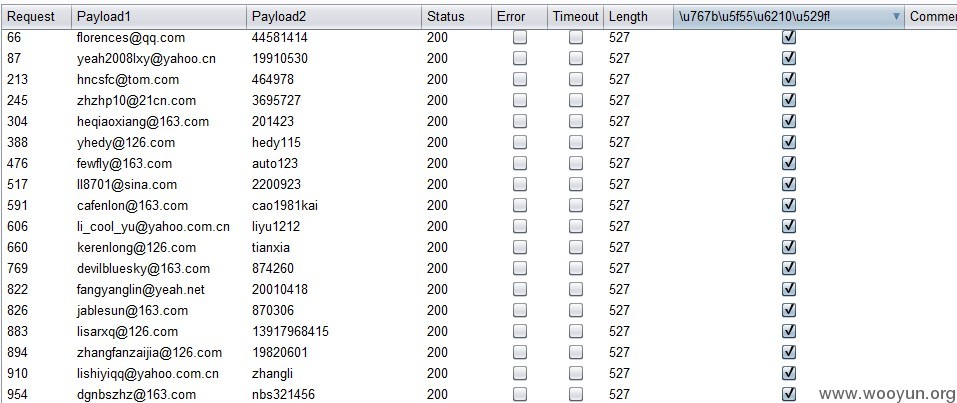 Request Payload1 Payload2 Status Error Timeout Length \u767b\u5f55\u6210\u529f! Comme
66 florences@qq.com 44581414 200 527
87 yeah2008lxy@yahoo.cn 19910530 200 527
213 hncsfc@tom.com 464978 200 527
245 zhzhp10@21cn.com 3695727 200 527
304 heqiaoxiang@163.com 201423 200 527
388 yhedy@126.com hedy115 200 527
476 fewfly@163.com auto123 200 527
517 ll8701@sina.com 2200923 200 527
591 cafenlon@163.com cao1981kai 200 527
606 li_cool_yu@yahoo.com.cn liyu1212 200 527
660 kerenlong@126.com tianxia 200 527
769 devilbluesky@163.com 874260 200 527
822 fangyanglin@yeah.net 20010418 200 527
826 jablesun@163.com 870306 200 527
883 lisarxq@126.com 13917968415 200 527
894 zhangfanzaijia@126.com 19820601 200 527
910 lishiyiqq@yahoo.com.cn zhangli 200 527
954 dgnbszhz@163.com nbs321456 200 527
www.wooyun.org